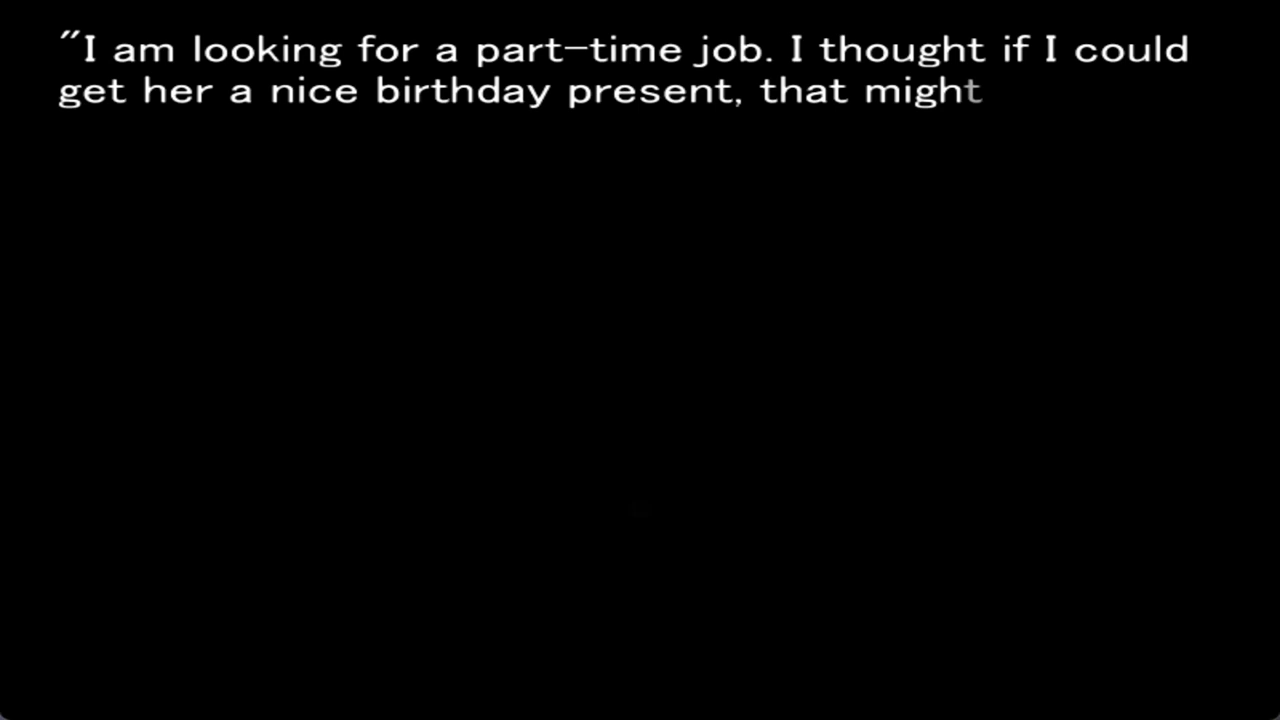 "I am looking for a part-time job. I thought if I could
get her a nice birthday present, that might